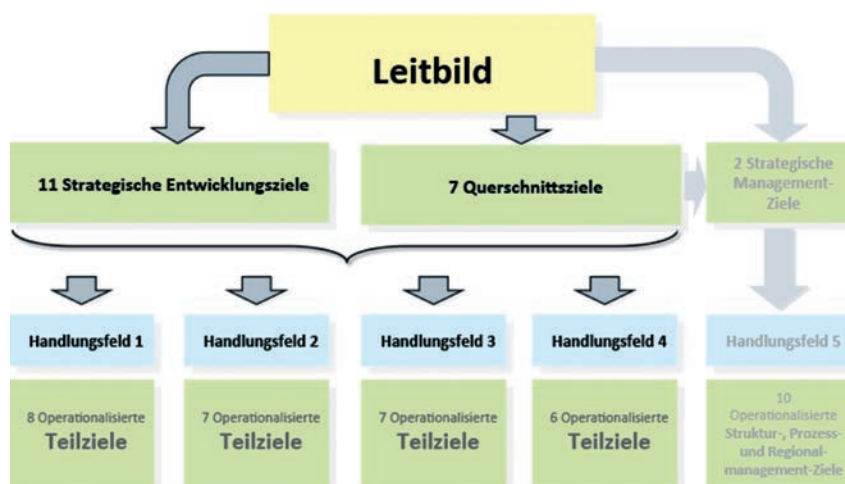 Leitbild
11 Strategische Entwicklungsziele
7 Querschnittsziele
2 Strategische
Management-
Ziele
Handlungsfeld 1
Handlungsfeld 2
Handlungsfeld 3
Handlungsfeld 4
Handlungsfeld 5
8 Operationalisierte
Teilziele
7 Operationalisierte
Teilziele
7 Operationalisierte
Teilziele
6 Operationalisierte
Teilziele
10
Operationalisierte
Struktur-, Prozess-
und Regional-
management-Ziele